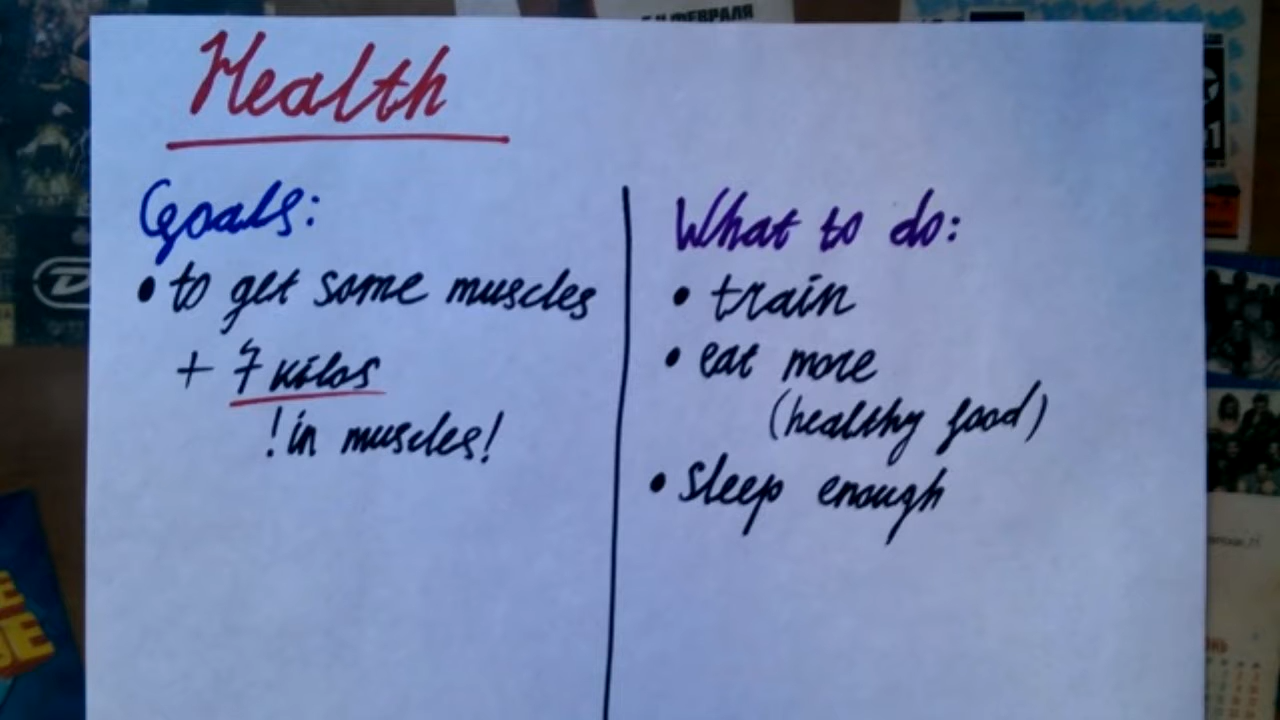 Health
Goals:
• to get some muscles
+ 7 kilos
! in muscles!
What to do:
• train
• eat more
(healthy food)
• sleep enough
ФЕВРАЛЯ